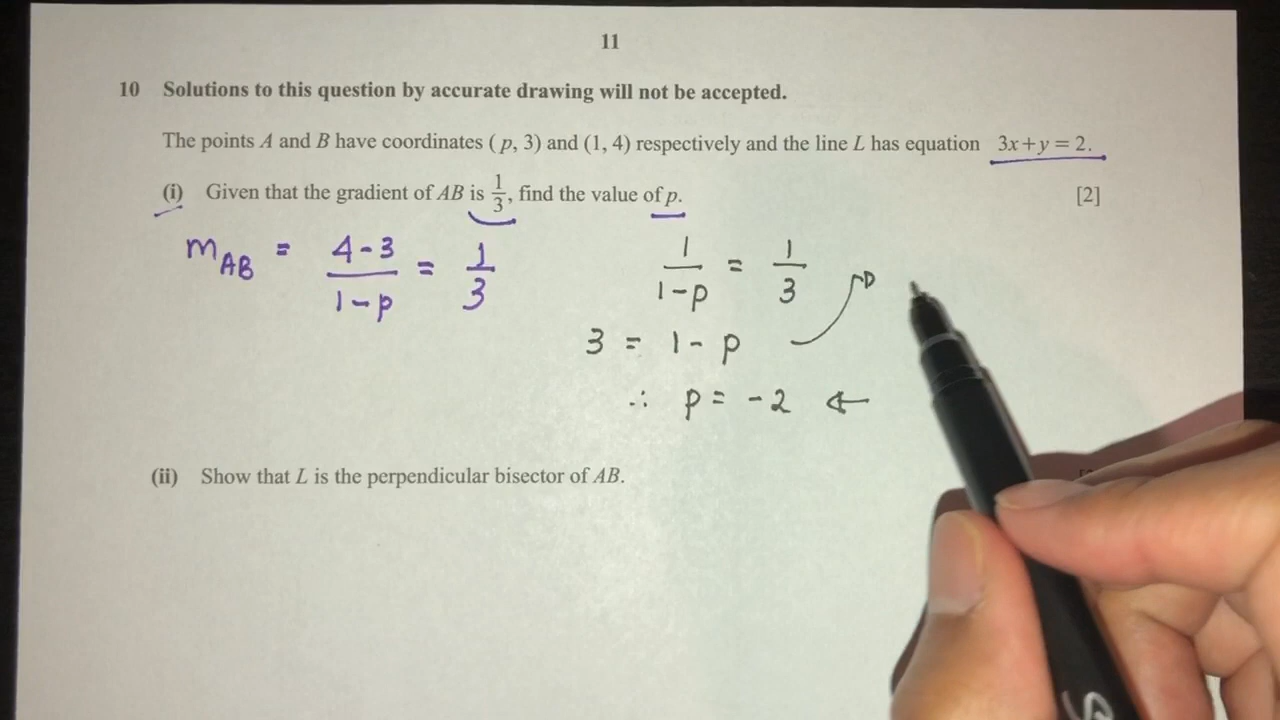 11
10 Solutions to this question by accurate drawing will not be accepted.
The points A and B have coordinates (p, 3) and (1, 4) respectively and the line L has equation 3x + y = 2.
(i) Given that the gradient of AB is 1/3, find the value of p. [2]
m_AB = (4-3)/(1-p) = 1/3
1/(1-p) = 1/3
3 = 1-p
∴ p = -2 ←
(ii) Show that L is the perpendicular bisector of AB.